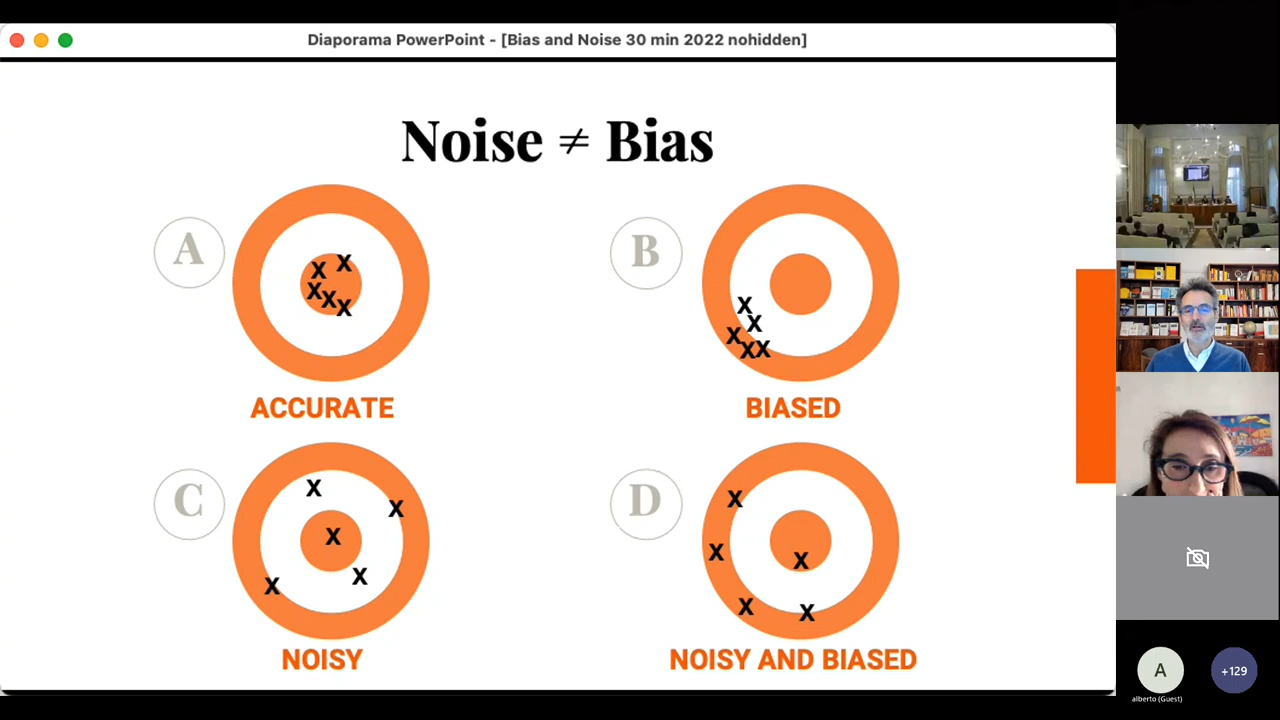 Diaporama PowerPoint - [Bias and Noise 30 min 2022 nohidden]
Noise ≠ Bias
A
B
X X X X X
X X X X X
ACCURATE
BIASED
C
D
X X X X X
X X X X X
NOISY
NOISY AND BIASED
A
+129
alberto (Guest)